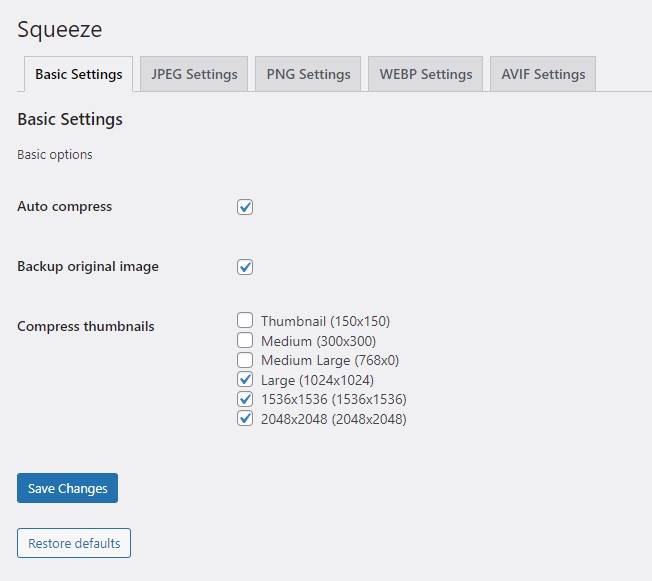 Squeeze
Basic Settings
JPEG Settings
PNG Settings
WEBP Settings
AVIF Settings
Basic Settings
Basic options
Auto compress
Backup original image
Compress thumbnails
Thumbnail (150x150)
Medium (300x300)
Medium Large (768x0)
Large (1024x1024)
1536x1536 (1536x1536)
2048x2048 (2048x2048)
Save Changes
Restore defaults